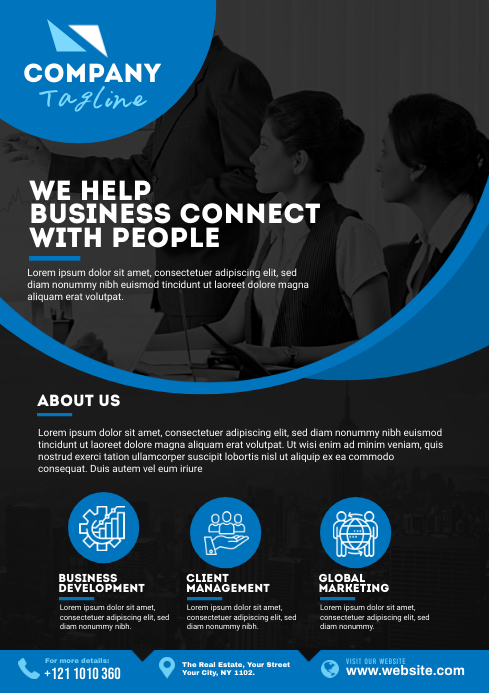 COMPANY
Tagline
WE HELP
BUSINESS CONNECT
WITH PEOPLE
Lorem ipsum dolor sit amet, consectetuer adipiscing elit, sed
diam nonummy nibh euismod tincidunt ut laoreet dolore magna
aliquam erat volutpat.
ABOUT US
Lorem ipsum dolor sit amet, consectetuer adipiscing elit, sed diam nonummy nibh euismod
tincidunt ut laoreet dolore magna aliquam erat volutpat. Ut wisi enim ad minim veniam, quis
nostrud exerci tation ullamcorper suscipit lobortis nisl ut aliquip ex ea commodo
consequat. Duis autem vel eum iriure
BUSINESS
DEVELOPMENT
Lorem ipsum dolor sit amet,
consectetuer adipiscing elit, sed
diam nonummy nibh.
CLIENT
MANAGEMENT
Lorem ipsum dolor sit amet,
consectetuer adipiscing elit, sed
diam nonummy nibh.
GLOBAL
MARKETING
Lorem ipsum dolor sit amet,
consectetuer adipiscing elit, sed
diam nonummy.
For more details:
+121 1010 360
The Real Estate, Your Street
Your City, NY 1102.
VISIT OUR WEBSITE
www.website.com